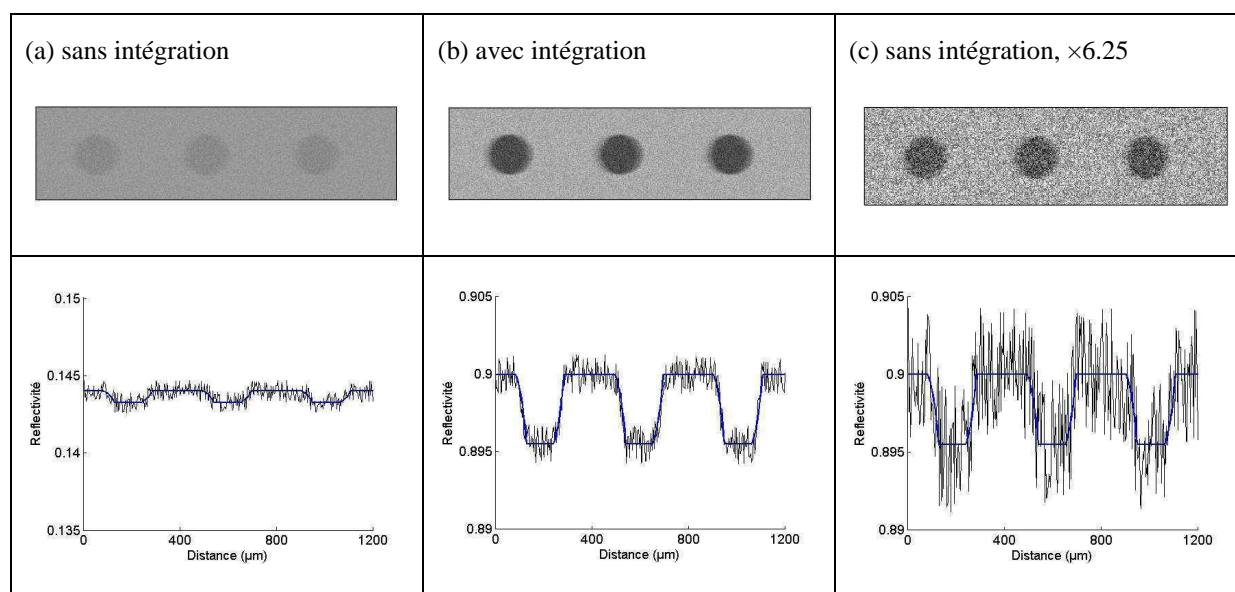 (a) sans intégration
(b) avec intégration
(c) sans intégration, ×6.25
0.15
0.145
0.14
0.135
Reflectivité
0
400
800
1200
Distance (µm)
0.905
0.9
0.895
0.89
Reflectivité
0
400
800
1200
Distance (µm)
0.905
0.9
0.895
0.89
Reflectivité
0
400
800
1200
Distance (µm)